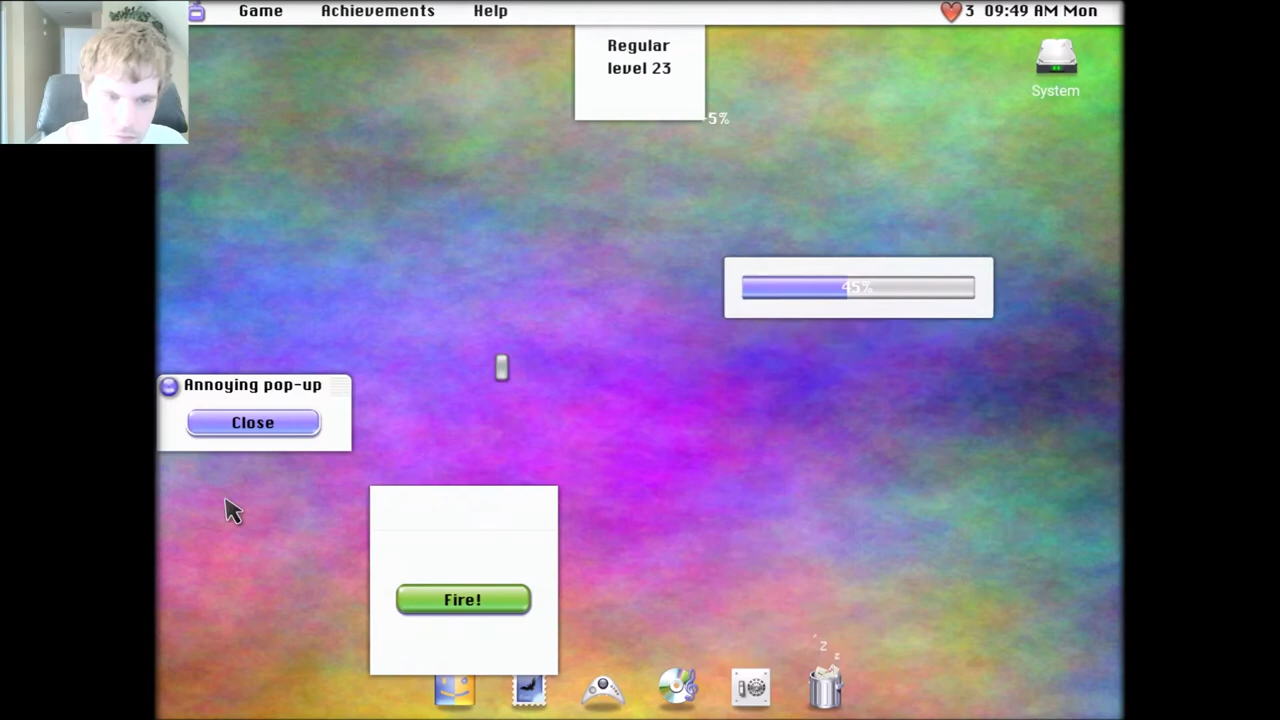 Game Achievements Help 3 09:49 AM Mon
Regular
level 23
System
-5%
45%
Annoying pop-up
Close
Fire!
z
z